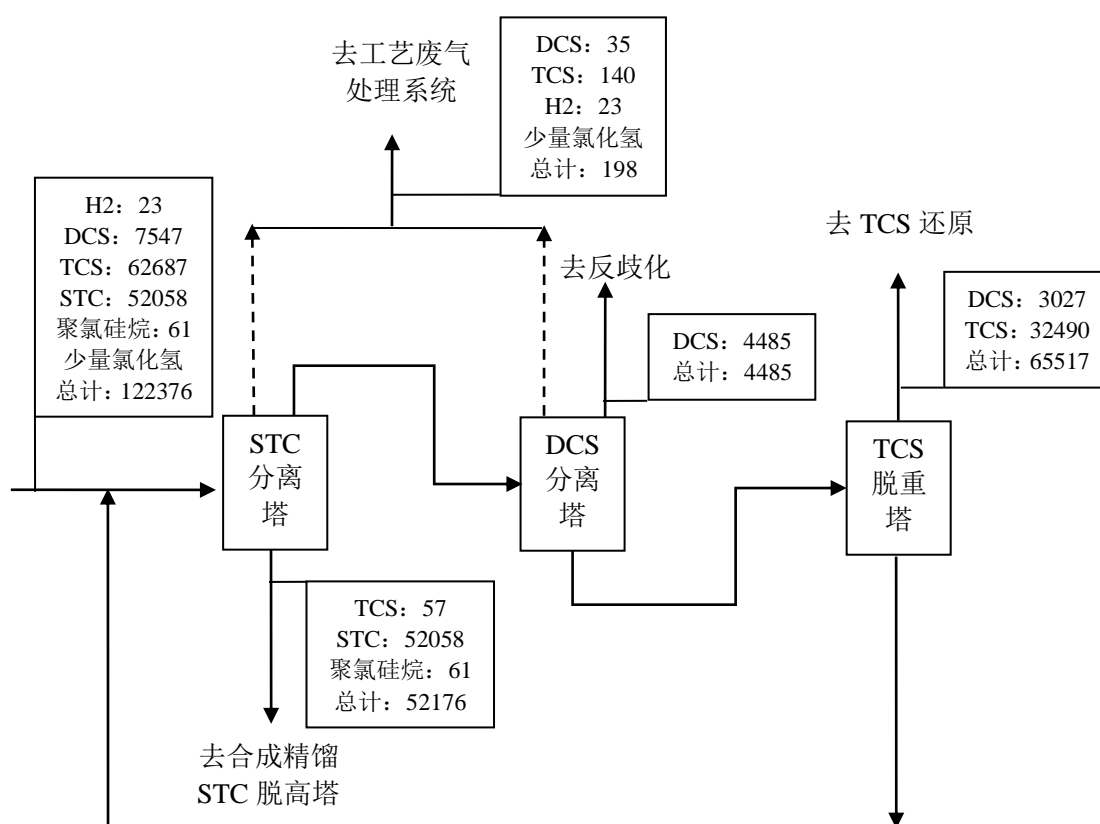 去工艺废气
处理系统
DCS：35
TCS：140
H2：23
少量氯化氢
总计：198
H2：23
DCS：7547
TCS：62687
STC：52058
聚氯硅烷：61
少量氯化氢
总计：122376
去反歧化
DCS：4485
总计：4485
去 TCS 还原
DCS：3027
TCS：32490
总计：65517
STC
分离
塔
DCS
分离
塔
TCS
脱重
塔
TCS：57
STC：52058
聚氯硅烷：61
总计：52176
去合成精馏
STC 脱高塔